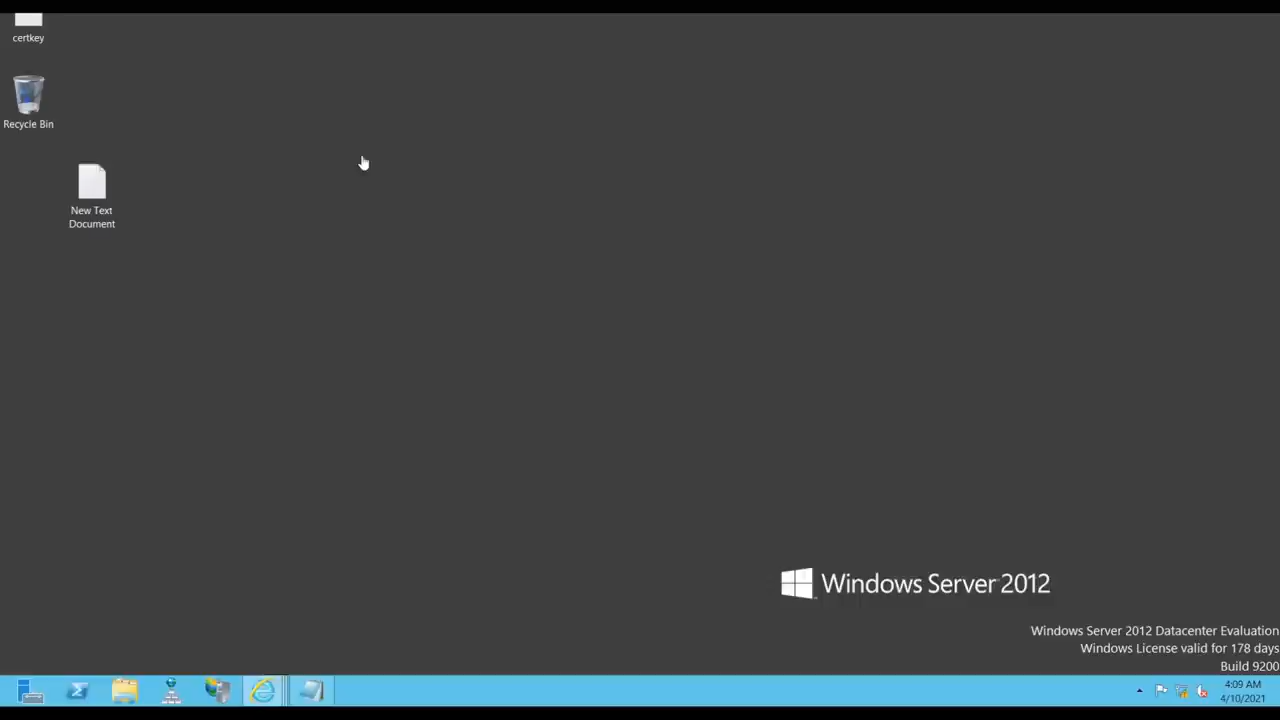 certkey
Recycle Bin
New Text
Document
Windows Server 2012
Windows Server 2012 Datacenter Evaluation
Windows License valid for 178 days
Build 9200
4:09 AM
4/10/2021